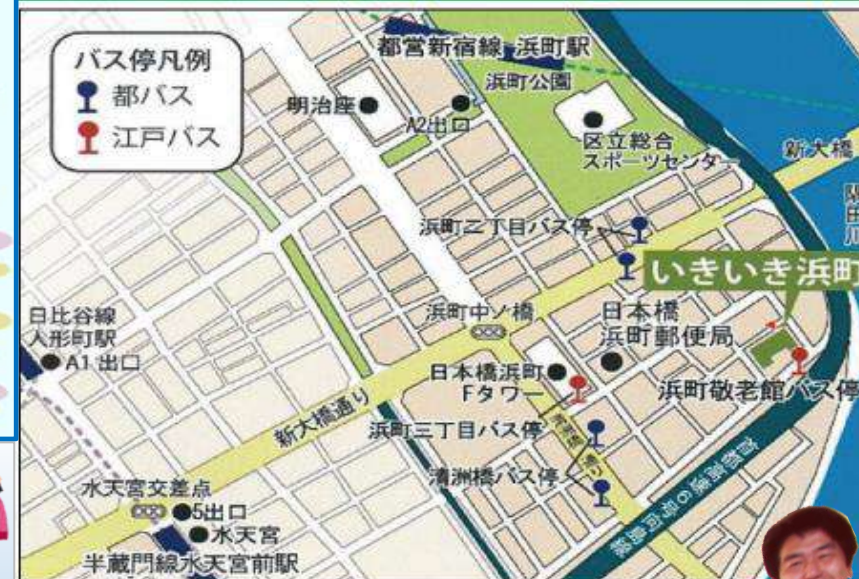 バス停凡例
都バス
江戸バス
都営新宿線 浜町駅
浜町公園
明治座
A2出口
区立総合
スポーツセンター
新大橋
隅田川
浜町二丁目バス停
いきいき浜町
日比谷線
人形町駅
A1 出口
浜町中ノ橋
日本橋
浜町郵便局
日本橋浜町
Fタワー
浜町敬老館バス停
新大橋通り
浜町三丁目バス停
清洲橋通り
清洲橋バス停
首都高速6号向島線
水天宮交差点
5出口
水天宮
半蔵門線水天宮前駅